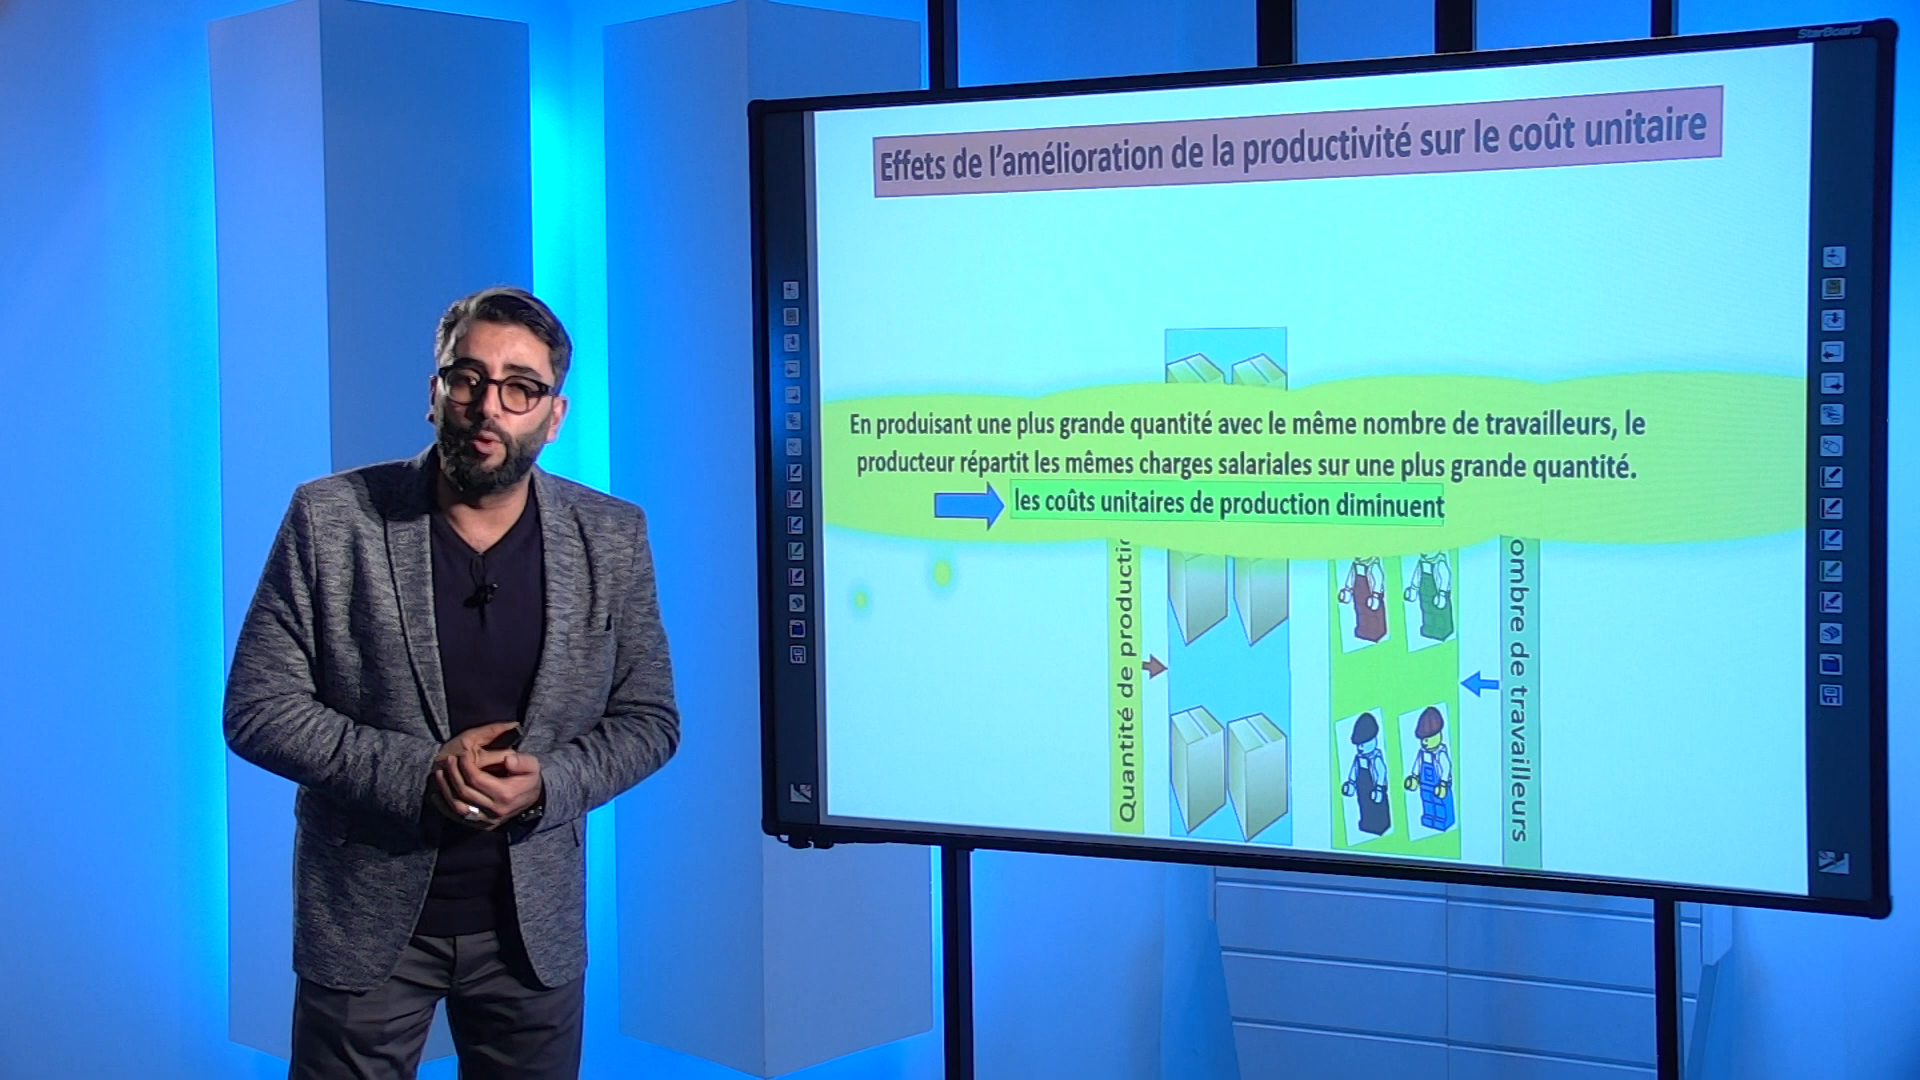 StarBoard
Effets de l'amélioration de la productivité sur le coût unitaire
En produisant une plus grande quantité avec le même nombre de travailleurs, le
producteur répartit les mêmes charges salariales sur une plus grande quantité.
les coûts unitaires de production diminuent
Quantité de productio
ombre de travailleurs